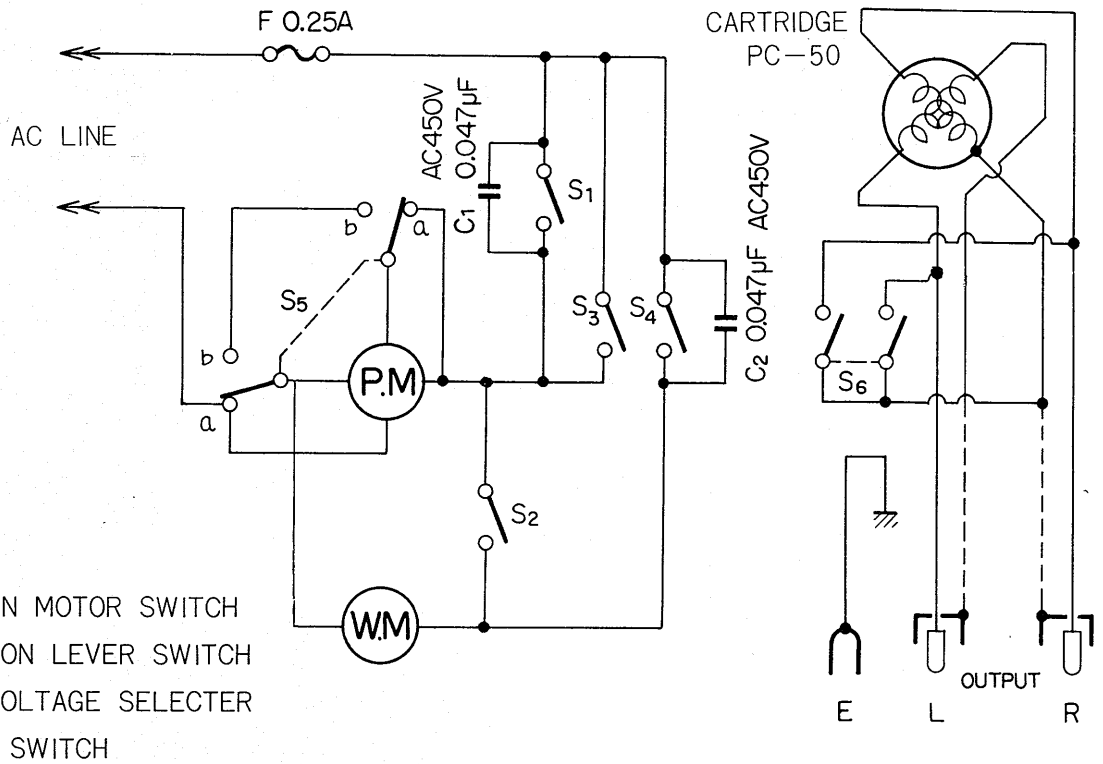 F 0.25A
CARTRIDGE
PC-50
AC LINE
AC450V
0.047µF
C1
S1
b
a
S5
S3
S4
C2 0.047µF AC450V
b
a
P.M
S6
S2
W.M
N MOTOR SWITCH
ON LEVER SWITCH
OLTAGE SELECTER
SWITCH
OUTPUT
E
L
R